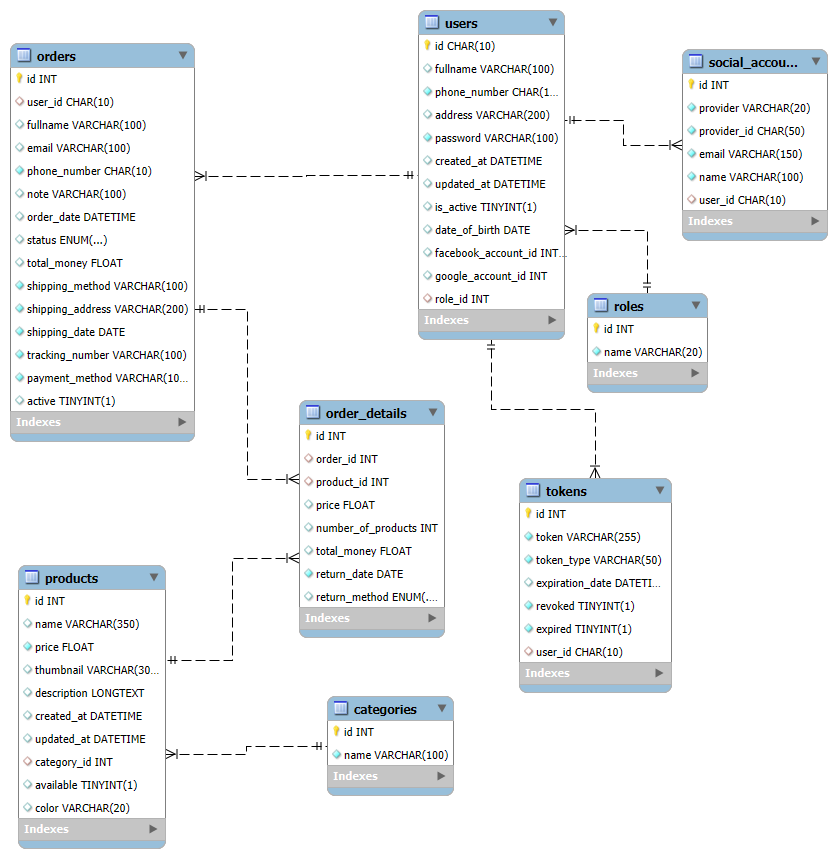 users
id CHAR(10)
fullname VARCHAR(100)
phone_number CHAR(1...
address VARCHAR(200)
password VARCHAR(100)
created_at DATETIME
updated_at DATETIME
is_active TINYINT(1)
date_of_birth DATE
facebook_account_id INT...
google_account_id INT
role_id INT
Indexes
orders
id INT
user_id CHAR(10)
fullname VARCHAR(100)
email VARCHAR(100)
phone_number CHAR(10)
note VARCHAR(100)
order_date DATETIME
status ENUM(...)
total_money FLOAT
shipping_method VARCHAR(100)
shipping_address VARCHAR(200)
shipping_date DATE
tracking_number VARCHAR(100)
payment_method VARCHAR(10...
active TINYINT(1)
Indexes
social_accou...
id INT
provider VARCHAR(20)
provider_id CHAR(50)
email VARCHAR(150)
name VARCHAR(100)
user_id CHAR(10)
Indexes
roles
id INT
name VARCHAR(20)
Indexes
order_details
id INT
order_id INT
product_id INT
price FLOAT
number_of_products INT
total_money FLOAT
return_date DATE
return_method ENUM(...
Indexes
tokens
id INT
token VARCHAR(255)
token_type VARCHAR(50)
expiration_date DATETI...
revoked TINYINT(1)
expired TINYINT(1)
user_id CHAR(10)
Indexes
products
id INT
name VARCHAR(350)
price FLOAT
thumbnail VARCHAR(30...
description LONGTEXT
created_at DATETIME
updated_at DATETIME
category_id INT
available TINYINT(1)
color VARCHAR(20)
Indexes
categories
id INT
name VARCHAR(100)
Indexes